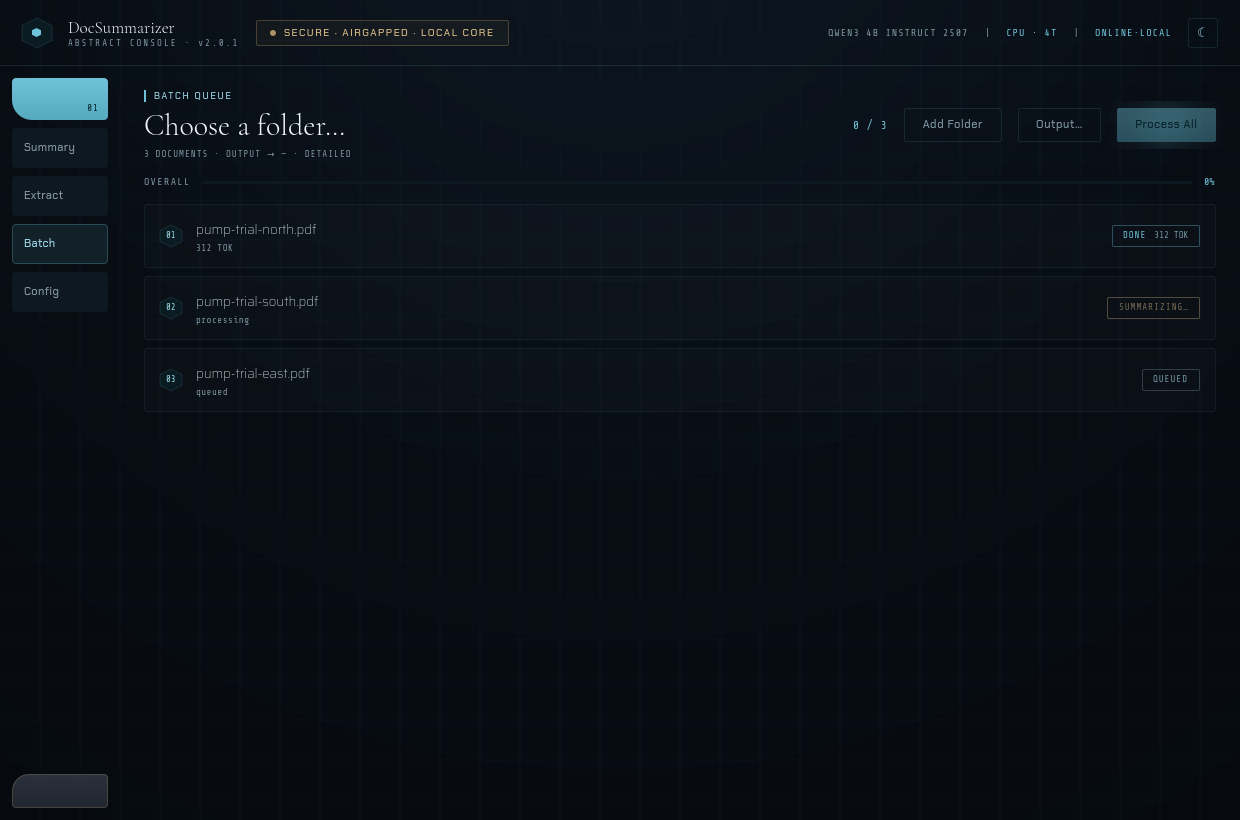 DocSummarizer
ABSTRACT CONSOLE · v2.0.1
SECURE · AIRGAPPED · LOCAL CORE
QWEN3 4B INSTRUCT 2507 | CPU · 4T | ONLINE·LOCAL
01
Summary
Extract
Batch
Config
BATCH QUEUE
Choose a folder…
3 DOCUMENTS · OUTPUT → — · DETAILED
0 / 3
Add Folder
Output…
Process All
OVERALL
0%
01
pump-trial-north.pdf
312 TOK
DONE 312 TOK
02
pump-trial-south.pdf
processing
SUMMARIZING…
03
pump-trial-east.pdf
queued
QUEUED